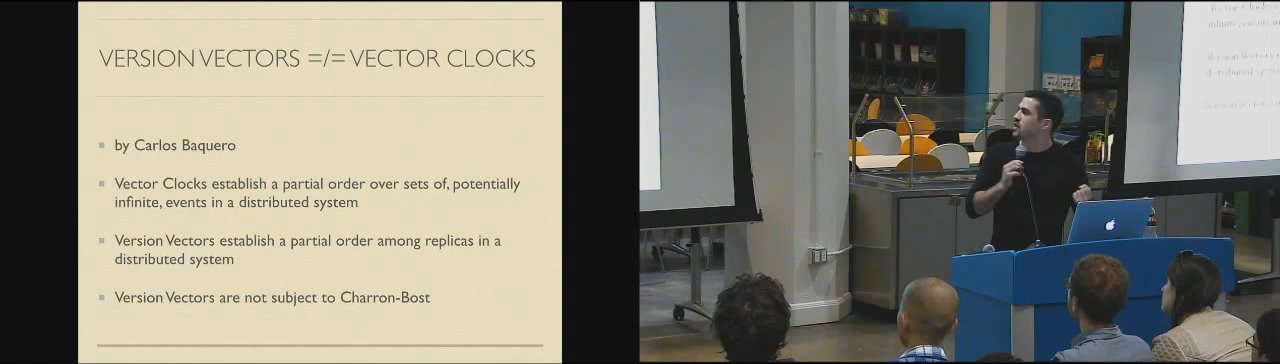 VERSION VECTORS =/= VECTOR CLOCKS
by Carlos Baquero
Vector Clocks establish a partial order over sets of, potentially
infinite, events in a distributed system
Version Vectors establish a partial order among replicas in a
distributed system
Version Vectors are not subject to Charron-Bost